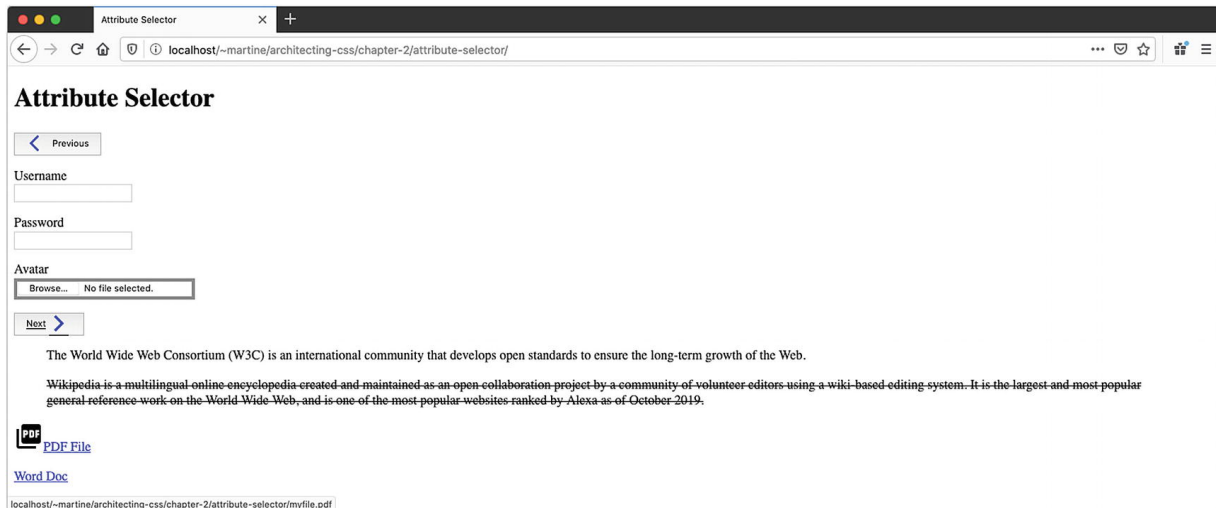 Attribute Selector
localhost/~martine/architecting-css/chapter-2/attribute-selector/
Attribute Selector
Previous
Username
Password
Avatar
Browse... No file selected.
Next
The World Wide Web Consortium (W3C) is an international community that develops open standards to ensure the long-term growth of the Web.
Wikipedia is a multilingual online encyclopedia created and maintained as an open collaboration project by a community of volunteer editors using a wiki-based editing system. It is the largest and most popular
general reference work on the World Wide Web, and is one of the most popular websites ranked by Alexa as of October 2019.
PDF
PDF File
Word Doc
localhost/~martine/architecting-css/chapter-2/attribute-selector/myfile.pdf